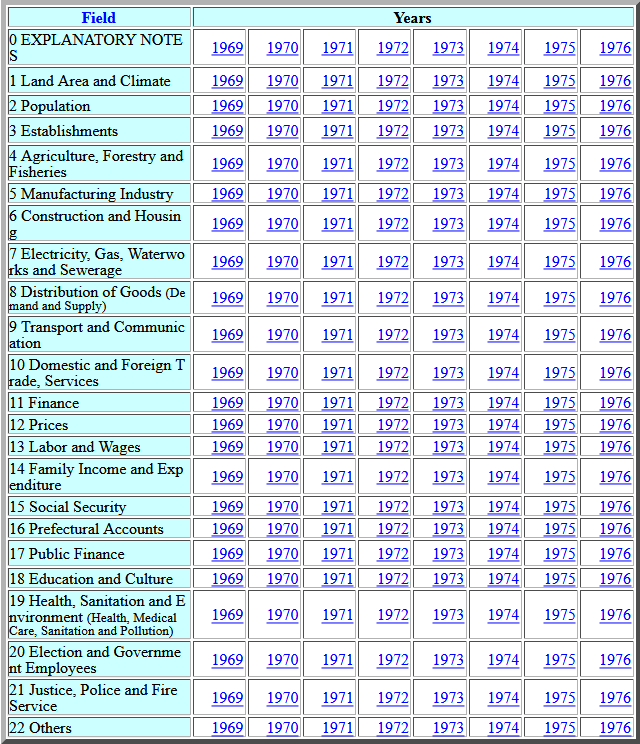 Field Years
0 EXPLANATORY NOTE
S 1969 1970 1971 1972 1973 1974 1975 1976
1 Land Area and Climate 1969 1970 1971 1972 1973 1974 1975 1976
2 Population 1969 1970 1971 1972 1973 1974 1975 1976
3 Establishments 1969 1970 1971 1972 1973 1974 1975 1976
4 Agriculture, Forestry and
Fisheries 1969 1970 1971 1972 1973 1974 1975 1976
5 Manufacturing Industry 1969 1970 1971 1972 1973 1974 1975 1976
6 Construction and Housin
g 1969 1970 1971 1972 1973 1974 1975 1976
7 Electricity, Gas, Waterwo
rks and Sewerage 1969 1970 1971 1972 1973 1974 1975 1976
8 Distribution of Goods (De
mand and Supply) 1969 1970 1971 1972 1973 1974 1975 1976
9 Transport and Communic
ation 1969 1970 1971 1972 1973 1974 1975 1976
10 Domestic and Foreign T
rade, Services 1969 1970 1971 1972 1973 1974 1975 1976
11 Finance 1969 1970 1971 1972 1973 1974 1975 1976
12 Prices 1969 1970 1971 1972 1973 1974 1975 1976
13 Labor and Wages 1969 1970 1971 1972 1973 1974 1975 1976
14 Family Income and Exp
enditure 1969 1970 1971 1972 1973 1974 1975 1976
15 Social Security 1969 1970 1971 1972 1973 1974 1975 1976
16 Prefectural Accounts 1969 1970 1971 1972 1973 1974 1975 1976
17 Public Finance 1969 1970 1971 1972 1973 1974 1975 1976
18 Education and Culture 1969 1970 1971 1972 1973 1974 1975 1976
19 Health, Sanitation and E
nvironment (Health, Medical
Care, Sanitation and Pollution) 1969 1970 1971 1972 1973 1974 1975 1976
20 Election and Governme
nt Employees 1969 1970 1971 1972 1973 1974 1975 1976
21 Justice, Police and Fire
Service 1969 1970 1971 1972 1973 1974 1975 1976
22 Others 1969 1970 1971 1972 1973 1974 1975 1976